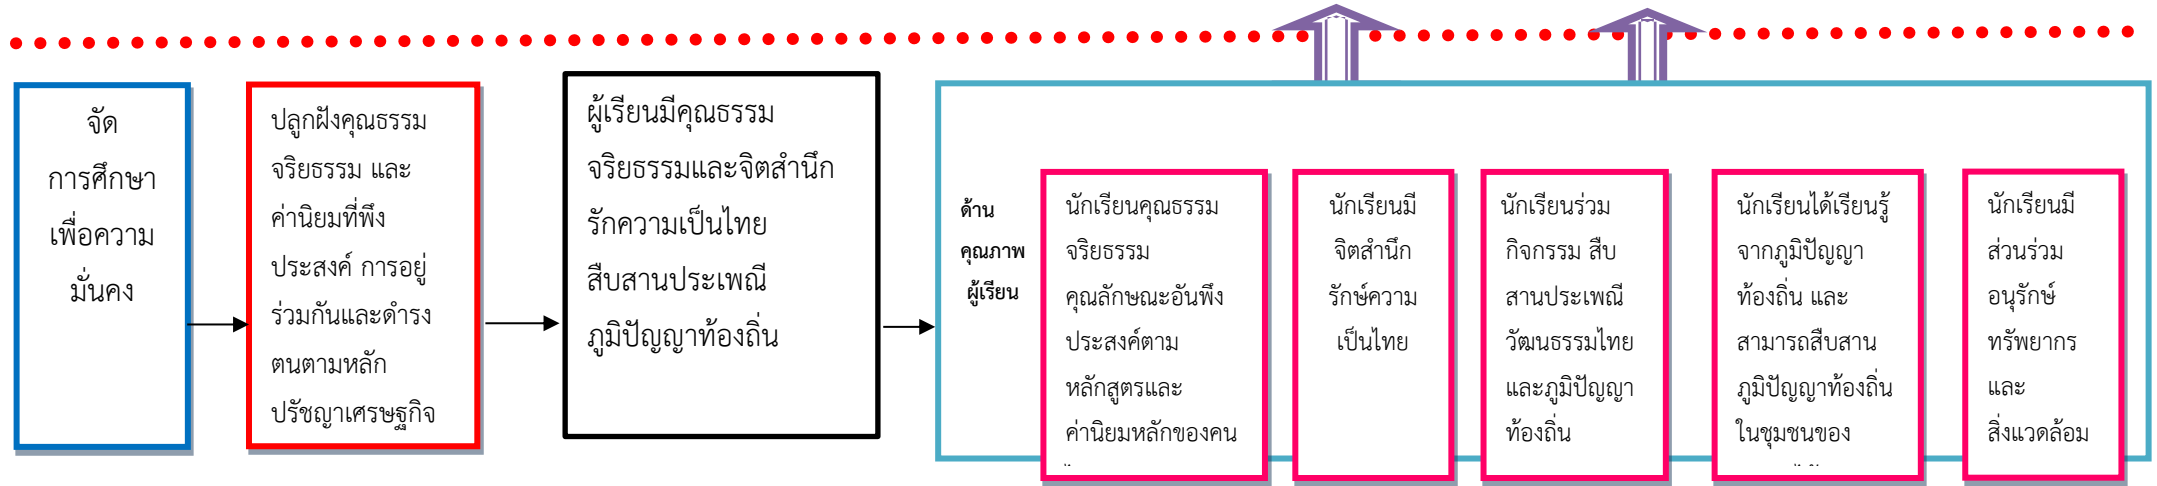 จัด
การศึกษา
เพื่อความ
มั่นคง
ปลูกฝังคุณธรรม
จริยธรรม และ
ค่านิยมที่พึง
ประสงค์ การอยู่
ร่วมกันและดำรง
ตนตามหลัก
ปรัชญาเศรษฐกิจ
ผู้เรียนมีคุณธรรม
จริยธรรมและจิตสำนึก
รักความเป็นไทย
สืบสานประเพณี
ภูมิปัญญาท้องถิ่น
ด้าน
คุณภาพ
ผู้เรียน
นักเรียนคุณธรรม
จริยธรรม
คุณลักษณะอันพึง
ประสงค์ตาม
หลักสูตรและ
ค่านิยมหลักของคน
นักเรียนมี
จิตสำนึก
รักษ์ความ
เป็นไทย
นักเรียนร่วม
กิจกรรม สืบ
สานประเพณี
วัฒนธรรมไทย
และภูมิปัญญา
ท้องถิ่น
นักเรียนได้เรียนรู้
จากภูมิปัญญา
ท้องถิ่น และ
สามารถสืบสาน
ภูมิปัญญาท้องถิ่น
ในชุมชนของ
นักเรียนมี
ส่วนร่วม
อนุรักษ์
ทรัพยากร
และ
สิ่งแวดล้อม